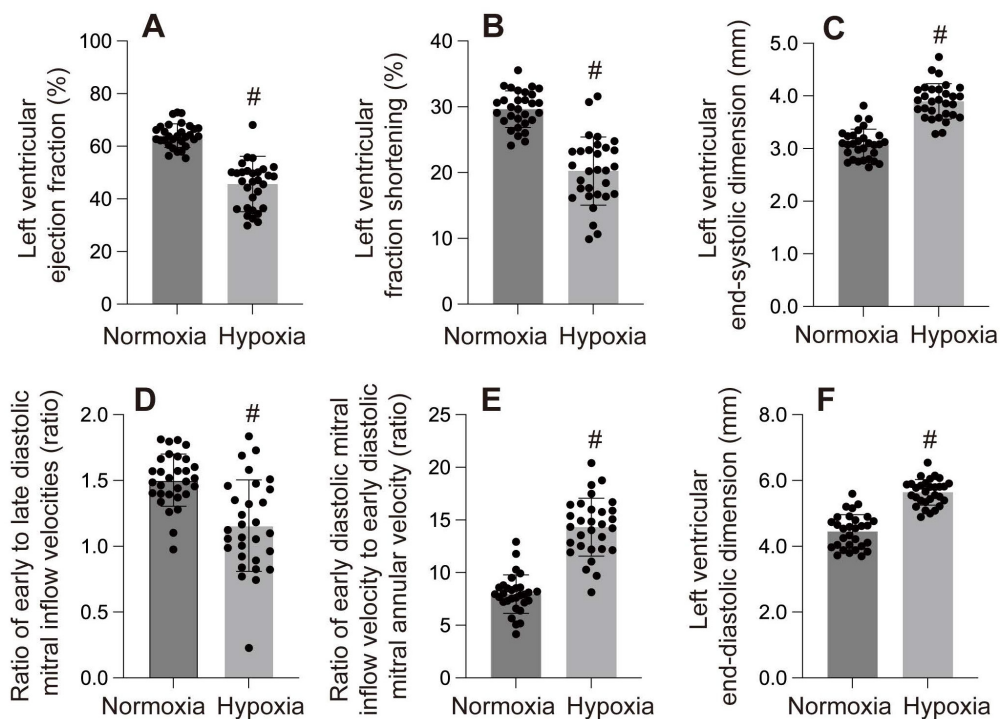 A
Left ventricular
ejection fraction (%)
100
80
60
40
20
0
#
Normoxia Hypoxia
B
Left ventricular
fraction shortening (%)
40
30
20
10
0
#
Normoxia Hypoxia
C
Left ventricular
end-systolic dimension (mm)
5.0
4.0
3.0
2.0
1.0
0.0
#
Normoxia Hypoxia
D
Ratio of early to late diastolic
mitral inflow velocities (ratio)
2.0
1.5
1.0
0.5
0.0
#
Normoxia Hypoxia
E
Ratio of early diastolic mitral
inflow velocity to early diastolic
mitral annular velocity (ratio)
25
20
15
10
5
0
#
Normoxia Hypoxia
F
Left ventricular
end-diastolic dimension (mm)
8.0
6.0
4.0
2.0
0.0
#
Normoxia Hypoxia